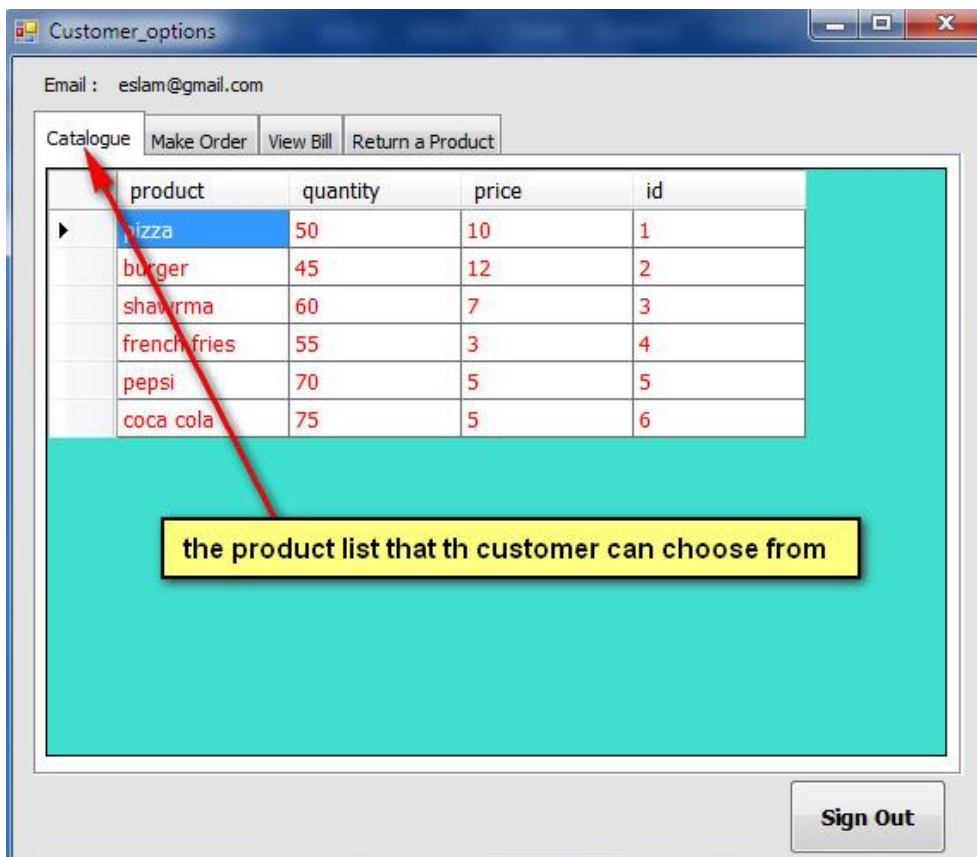 Customer_options
Email : eslam@gmail.com
Catalogue Make Order View Bill Return a Product
product quantity price id
pizza 50 10 1
burger 45 12 2
shawrma 60 7 3
french fries 55 3 4
pepsi 70 5 5
coca cola 75 5 6
the product list that th customer can choose from
Sign Out